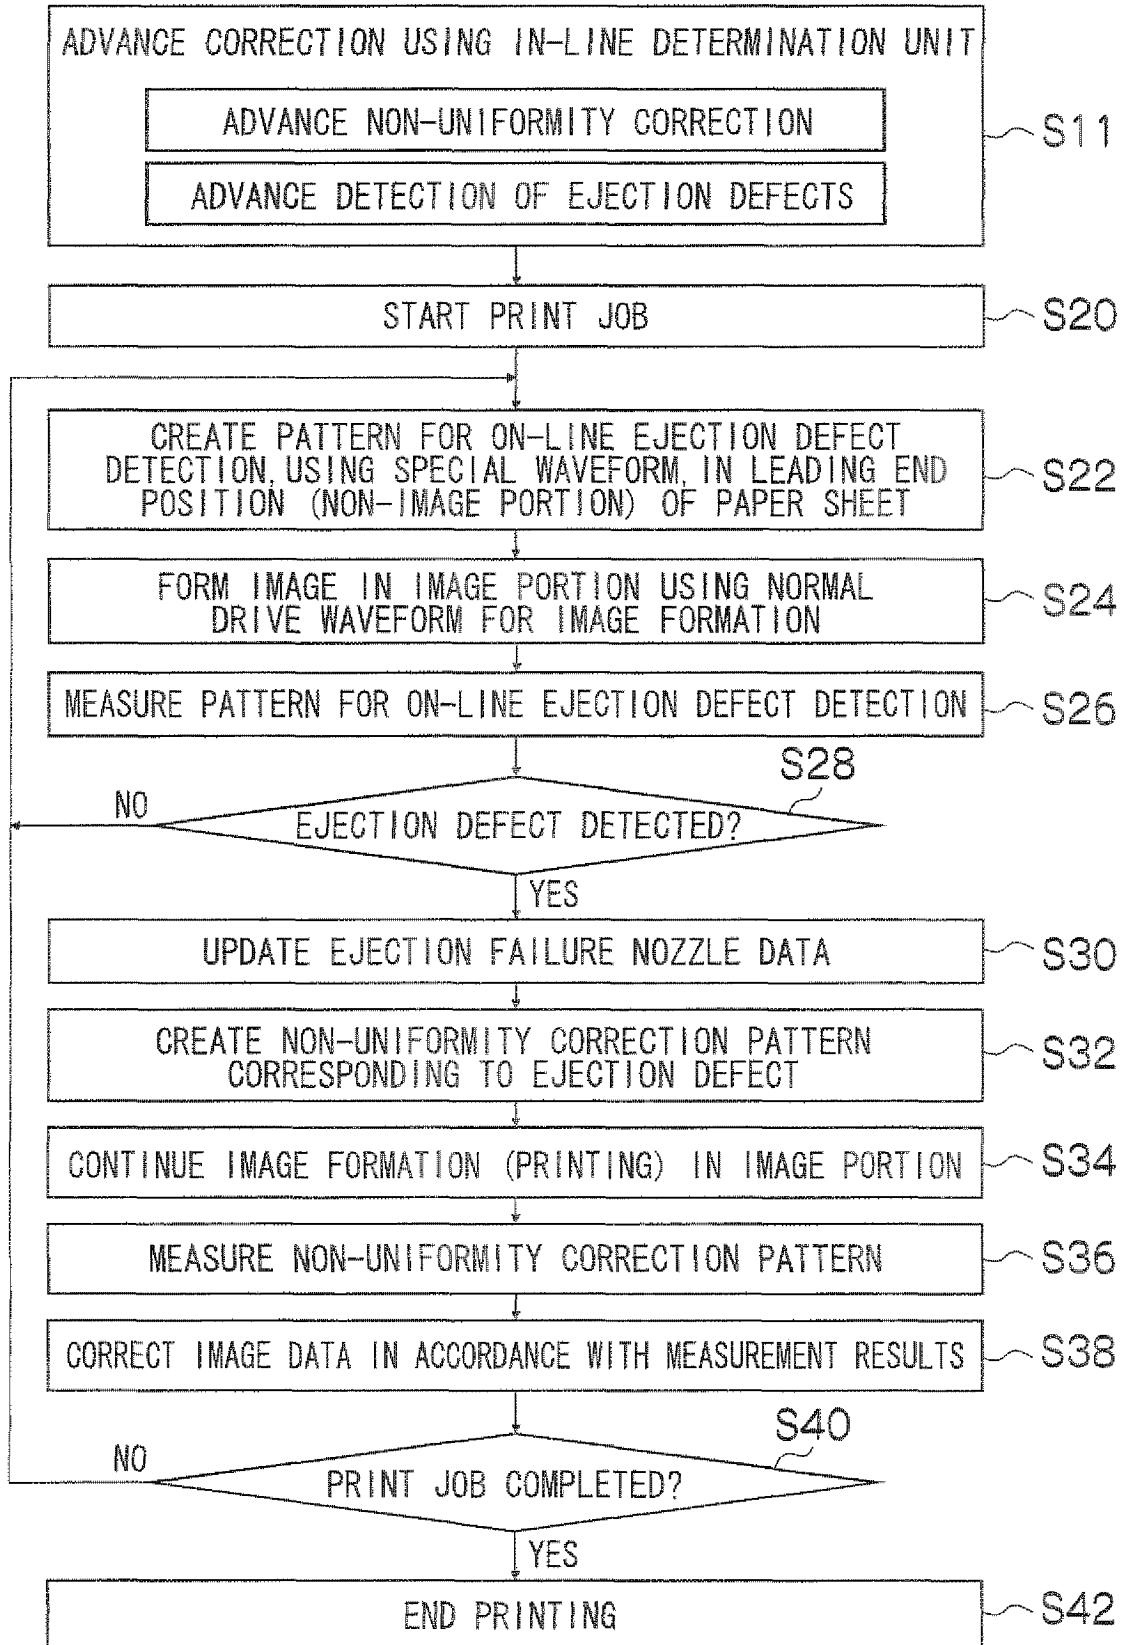 ADVANCE CORRECTION USING IN-LINE DETERMINATION UNIT
ADVANCE NON-UNIFORMITY CORRECTION
S11
ADVANCE DETECTION OF EJECTION DEFECTS
START PRINT JOB
S20
CREATE PATTERN FOR ON-LINE EJECTION DEFECT
DETECTION, USING SPECIAL WAVEFORM, IN LEADING END
POSITION (NON-IMAGE PORTION) OF PAPER SHEET
S22
FORM IMAGE IN IMAGE PORTION USING NORMAL
DRIVE WAVEFORM FOR IMAGE FORMATION
S24
MEASURE PATTERN FOR ON-LINE EJECTION DEFECT DETECTION
S26
S28
NO
EJECTION DEFECT DETECTED?
YES
UPDATE EJECTION FAILURE NOZZLE DATA
S30
CREATE NON-UNIFORMITY CORRECTION PATTERN
CORRESPONDING TO EJECTION DEFECT
S32
CONTINUE IMAGE FORMATION (PRINTING) IN IMAGE PORTION
S34
MEASURE NON-UNIFORMITY CORRECTION PATTERN
S36
CORRECT IMAGE DATA IN ACCORDANCE WITH MEASUREMENT RESULTS
S38
S40
NO
PRINT JOB COMPLETED?
YES
END PRINTING
S42